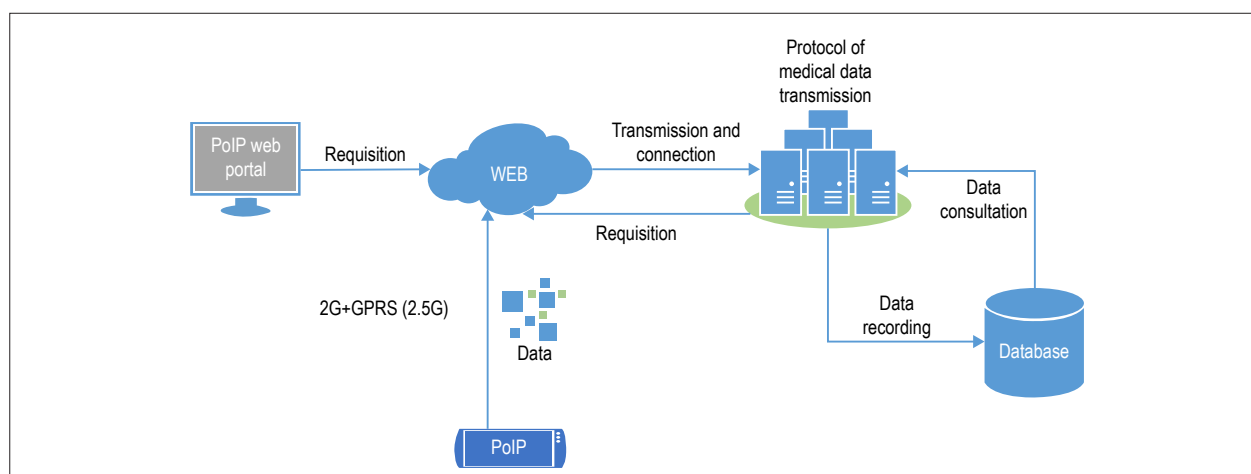 Protocol of
medical data
transmission
PoIP web
portal
Requisition
WEB
Transmission and
connection
Data
consultation
Requisition
2G+GPRS (2.5G)
Data
Data
recording
Database
PoIP